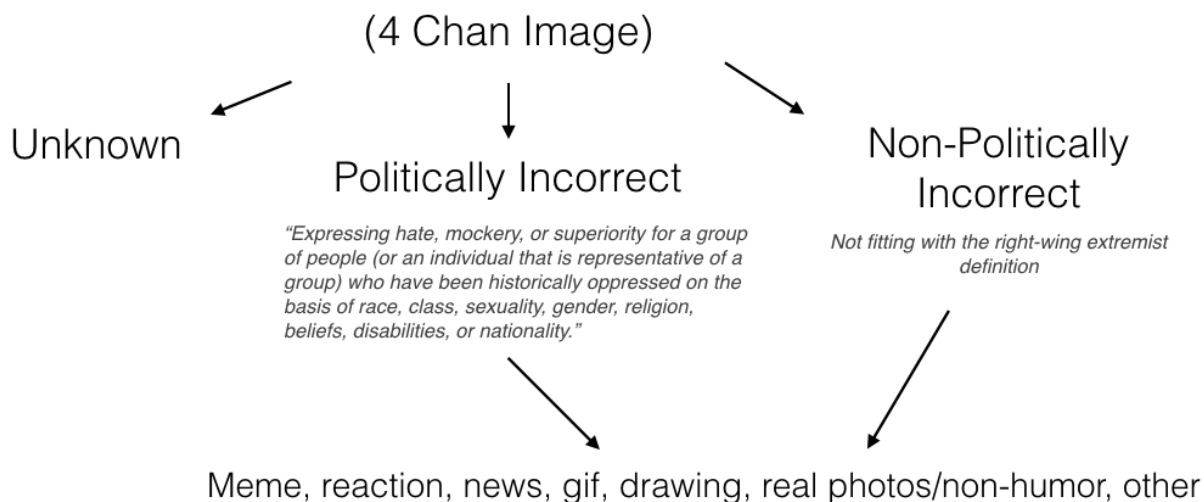 (4 Chan Image)
Unknown
Politically Incorrect
“Expressing hate, mockery, or superiority for a group
of people (or an individual that is representative of a
group) who have been historically oppressed on the
basis of race, class, sexuality, gender, religion,
beliefs, disabilities, or nationality.”
Non-Politically
Incorrect
Not fitting with the right-wing extremist
definition
Meme, reaction, news, gif, drawing, real photos/non-humor, other